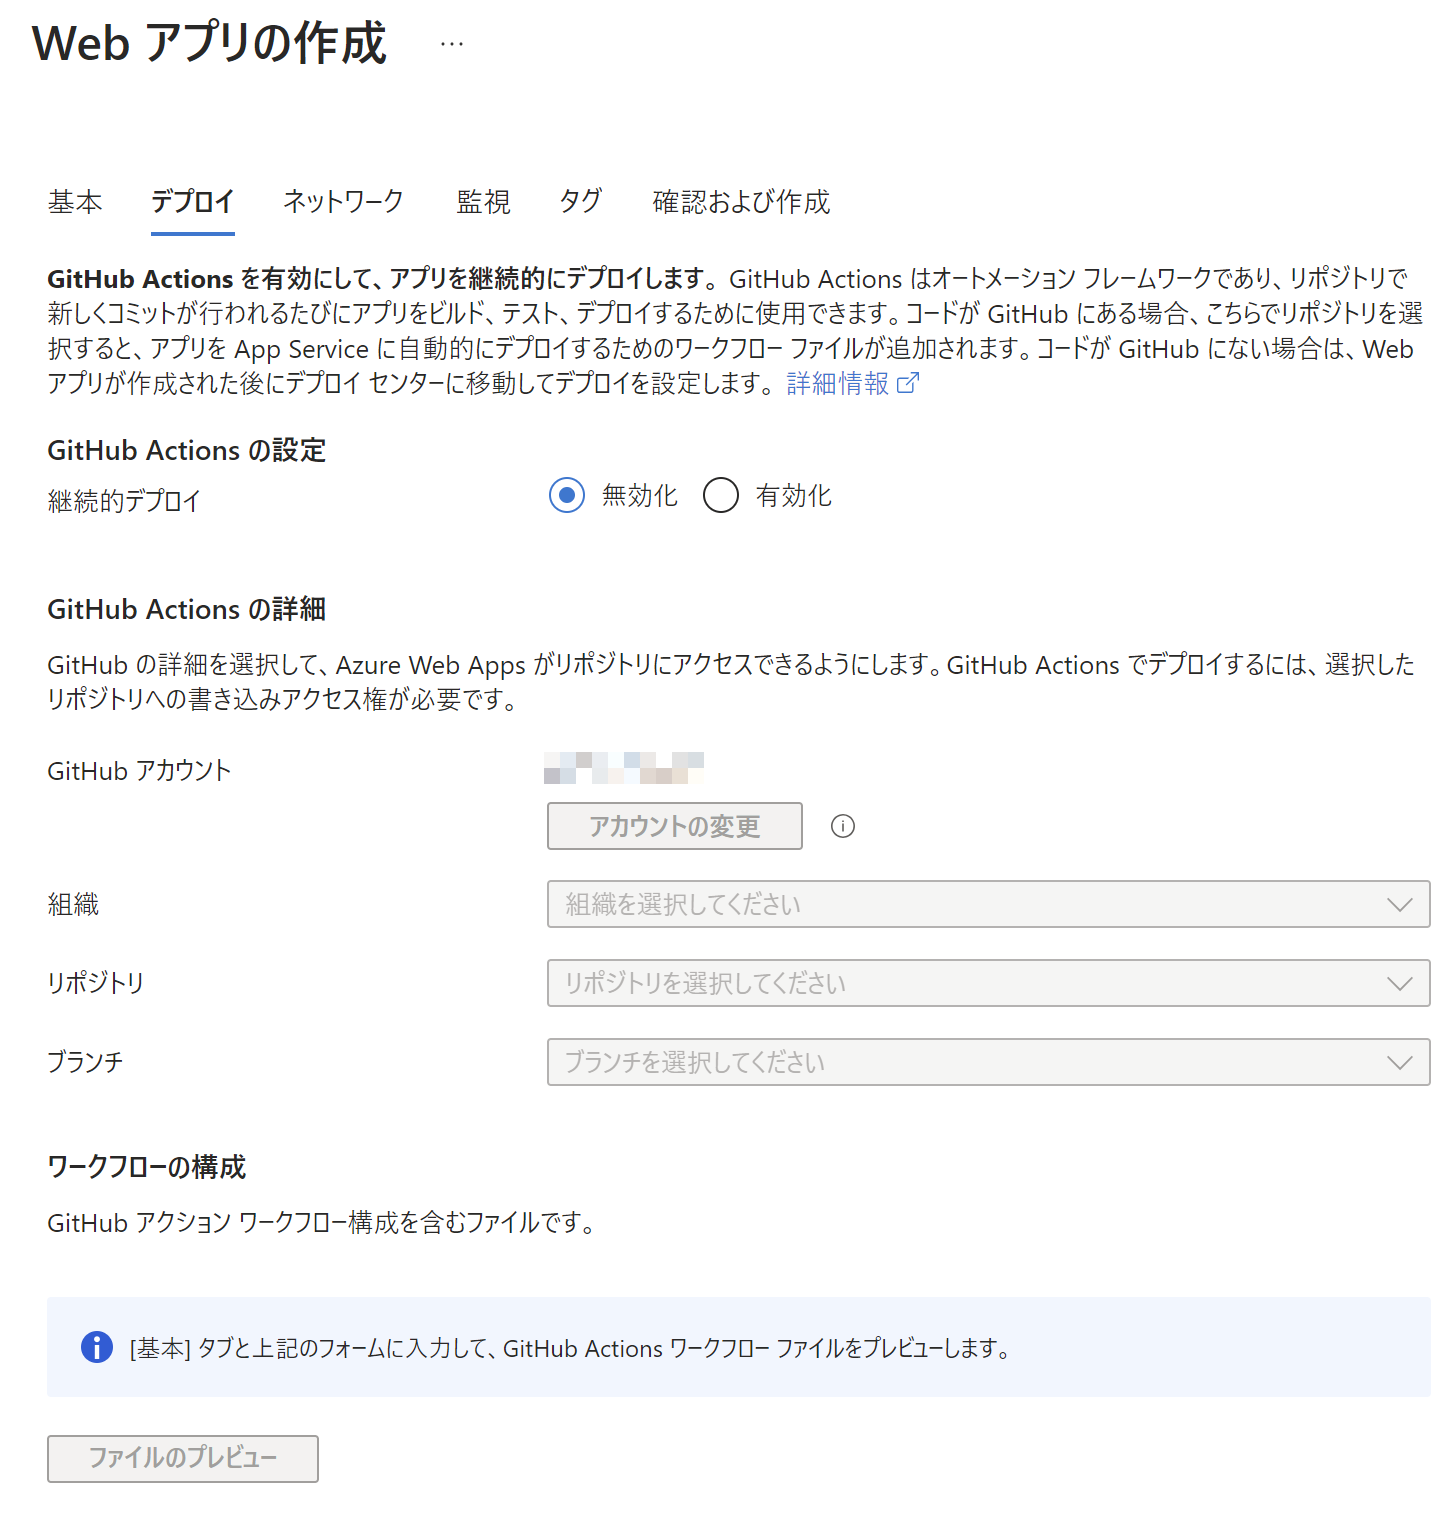 Web アプリの作成 …
基本 デプロイ ネットワーク 監視 タグ 確認および作成
GitHub Actions を有効にして、アプリを継続的にデプロイします。GitHub Actions はオートメーション フレームワークであり、リポジトリで
新しくコミットが行われるたびにアプリをビルド、テスト、デプロイするために使用できます。コードが GitHub にある場合、こちらでリポジトリを選
択すると、アプリを App Service に自動的にデプロイするためのワークフロー ファイルが追加されます。コードが GitHub にない場合は、Web
アプリが作成された後にデプロイ センターに移動してデプロイを設定します。 詳細情報
GitHub Actions の設定
継続的デプロイ 無効化 有効化
GitHub Actions の詳細
GitHub の詳細を選択して、Azure Web Apps がリポジトリにアクセスできるようにします。GitHub Actions でデプロイするには、選択した
リポジトリへの書き込みアクセス権が必要です。
GitHub アカウント
アカウントの変更
組織 組織を選択してください
リポジトリ リポジトリを選択してください
ブランチ ブランチを選択してください
ワークフローの構成
GitHub アクション ワークフロー構成を含むファイルです。
[基本] タブと上記のフォームに入力して、GitHub Actions ワークフロー ファイルをプレビューします。
ファイルのプレビュー